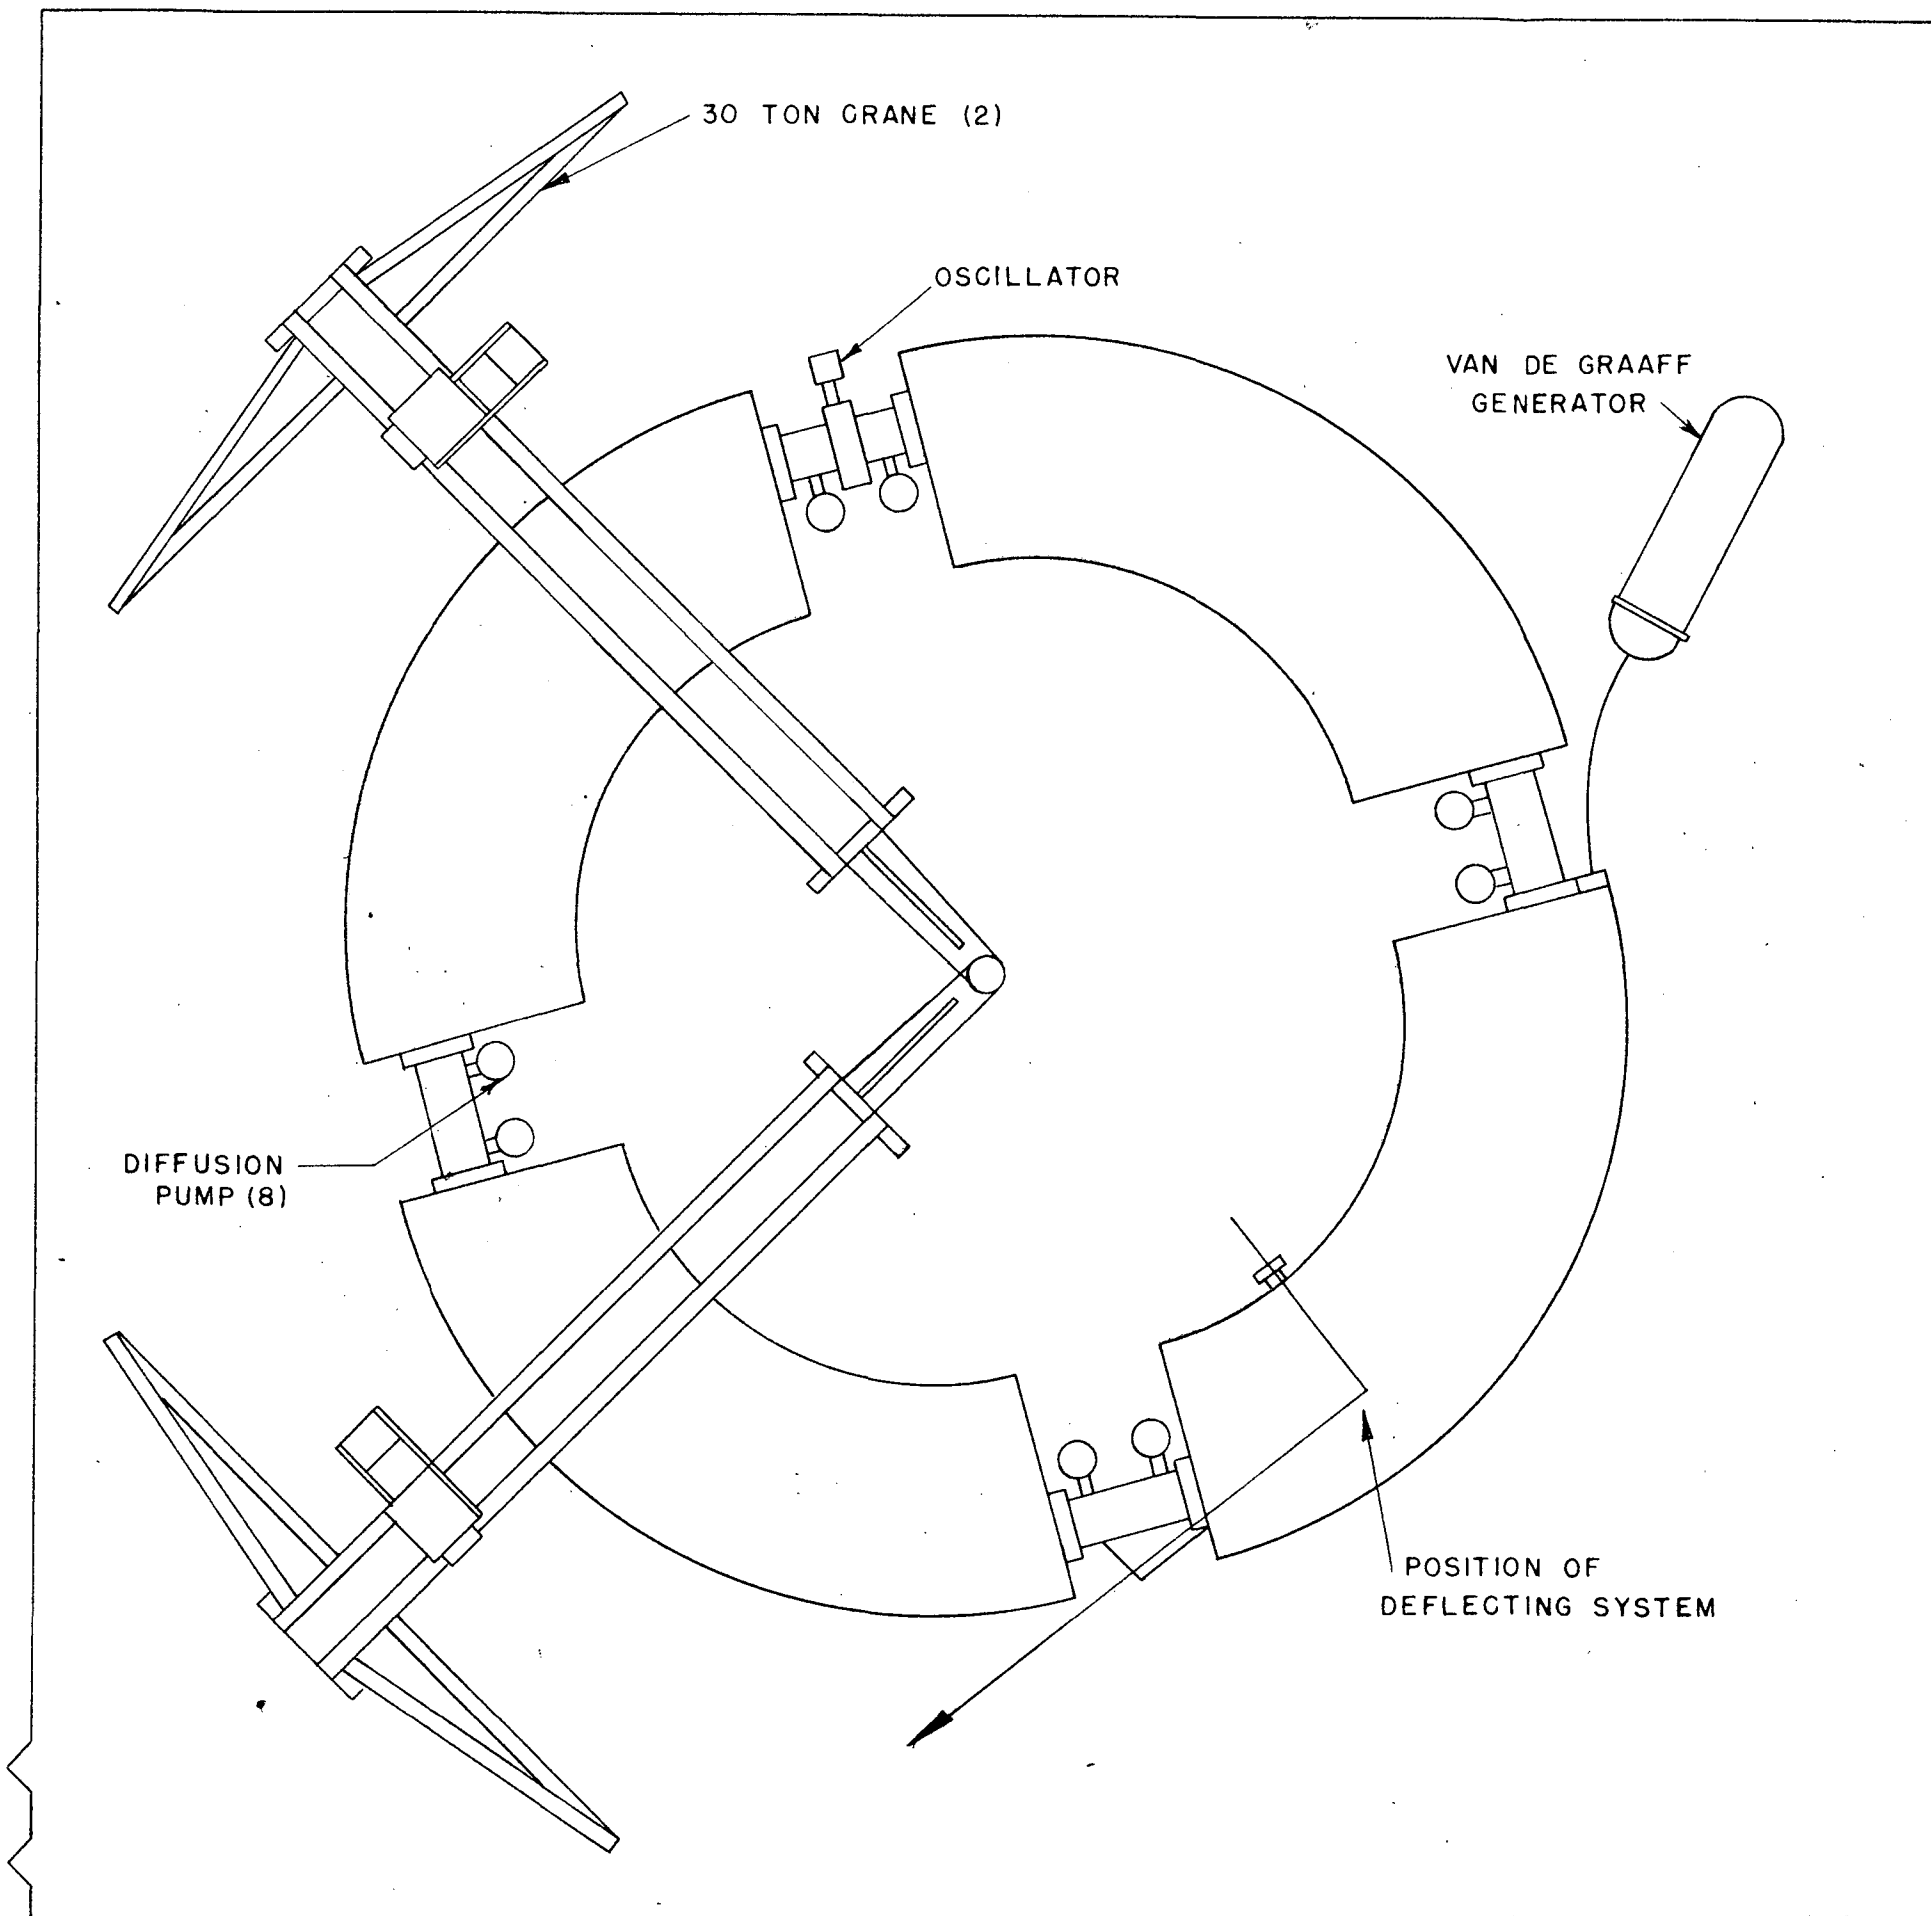 30 TON CRANE (2)
OSCILLATOR
VAN DE GRAAFF
GENERATOR
DIFFUSION
PUMP (8)
POSITION OF
DEFLECTING SYSTEM